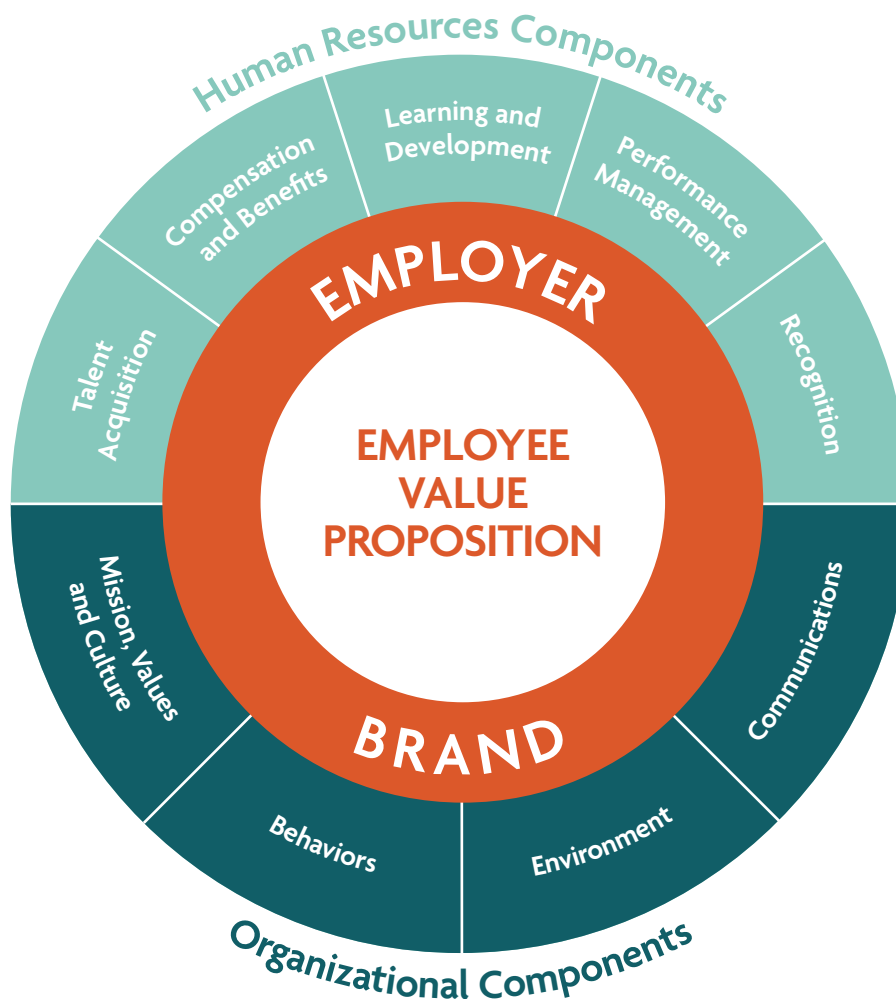 Human Resources Components
Talent
Acquisition
Compensation
and Benefits
Learning and
Development
Performance
Management
Recognition
EMPLOYER
EMPLOYEE
VALUE
PROPOSITION
BRAND
Mission, Values
and Culture
Behaviors
Environment
Communications
Organizational Components